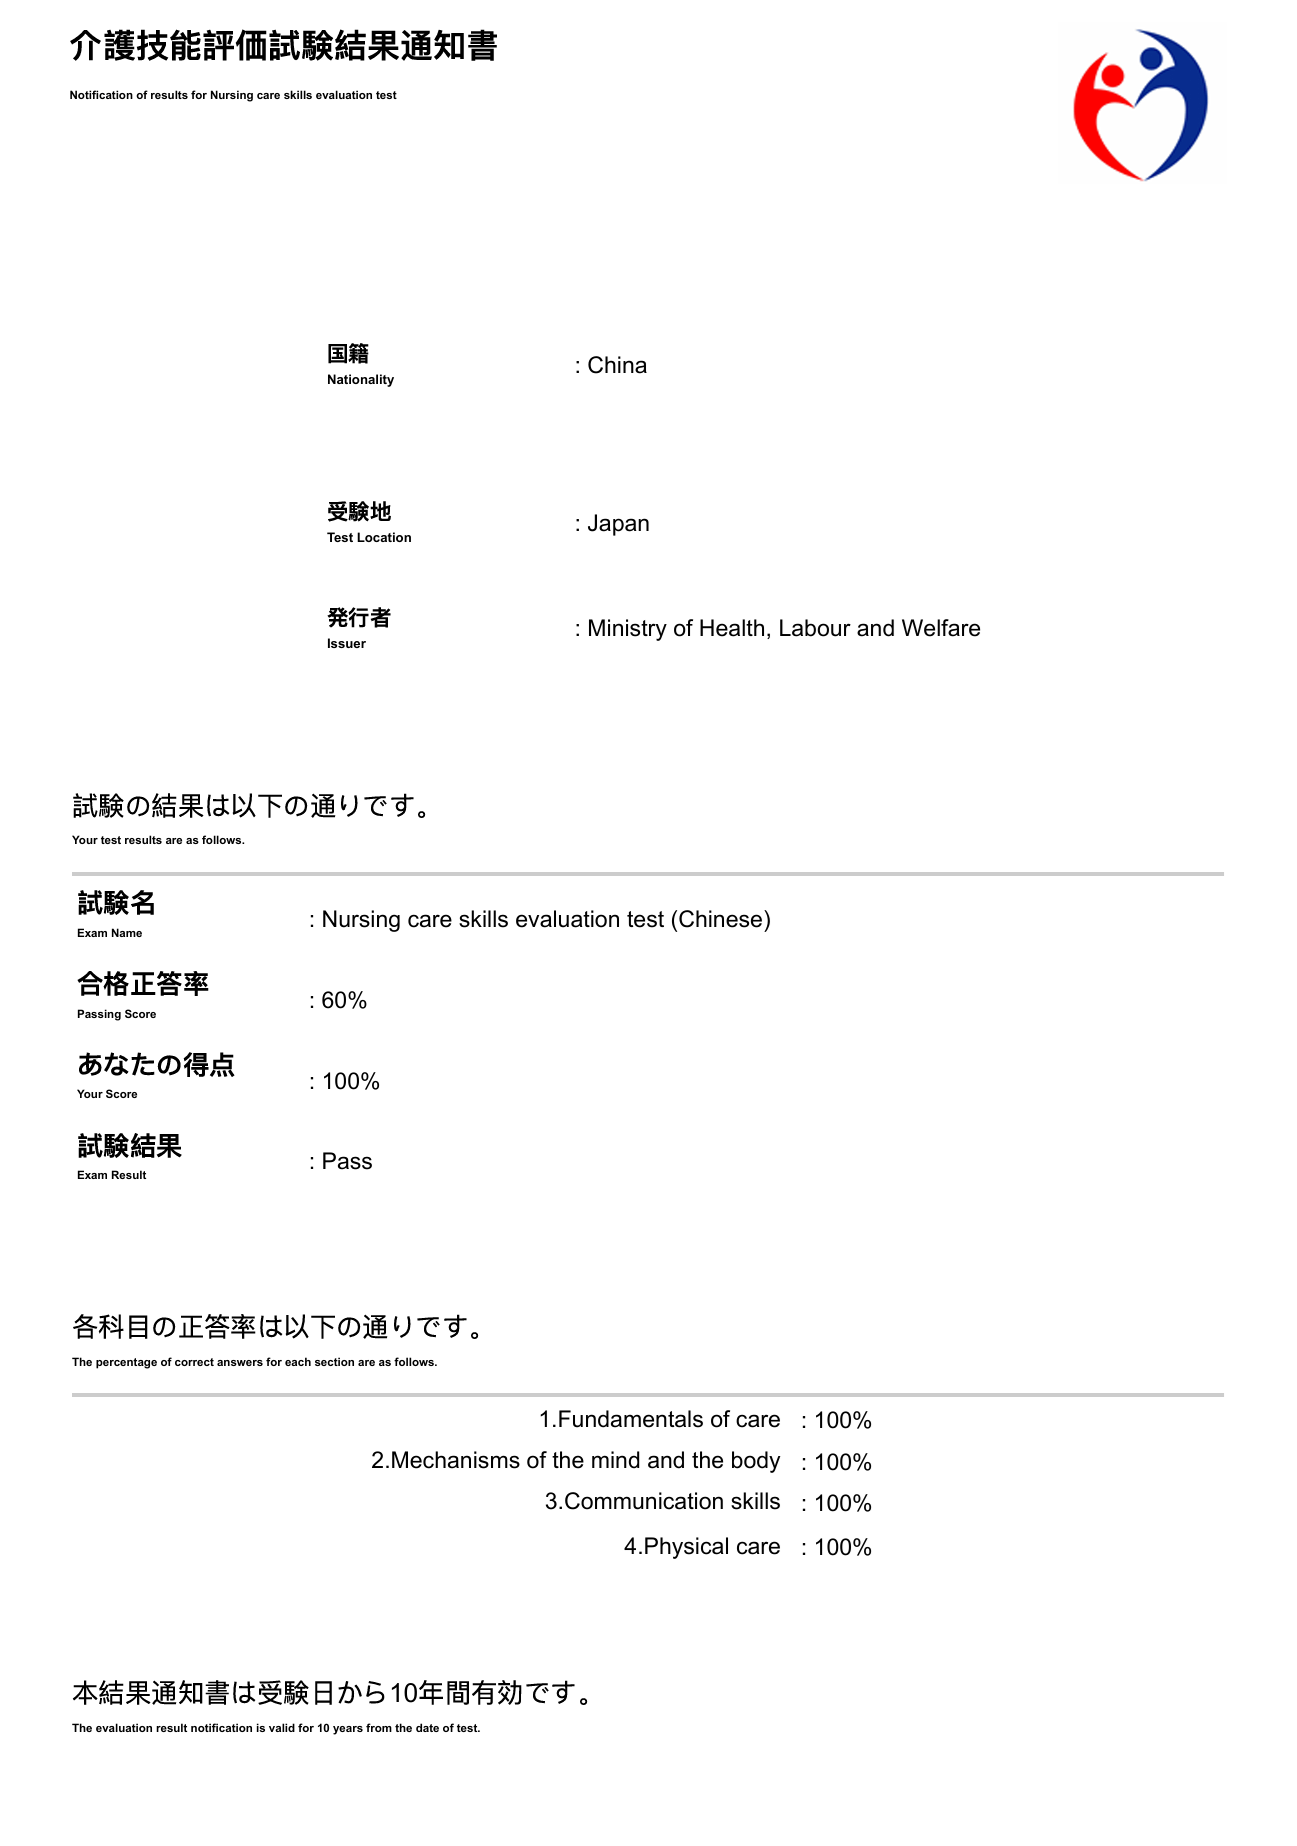 介護技能評価試験結果通知書
Notification of results for Nursing care skills evaluation test
国籍
Nationality
: China
受験地
Test Location
: Japan
発行者
Issuer
: Ministry of Health, Labour and Welfare
試験の結果は以下の通りです。
Your test results are as follows.
試験名
Exam Name
: Nursing care skills evaluation test (Chinese)
合格正答率
Passing Score
: 60%
あなたの得点
Your Score
: 100%
試験結果
Exam Result
: Pass
各科目の正答率は以下の通りです。
The percentage of correct answers for each section are as follows.
1.Fundamentals of care : 100%
2.Mechanisms of the mind and the body : 100%
3.Communication skills : 100%
4.Physical care : 100%
本結果通知書は受験日から10年間有効です。
The evaluation result notification is valid for 10 years from the date of test.